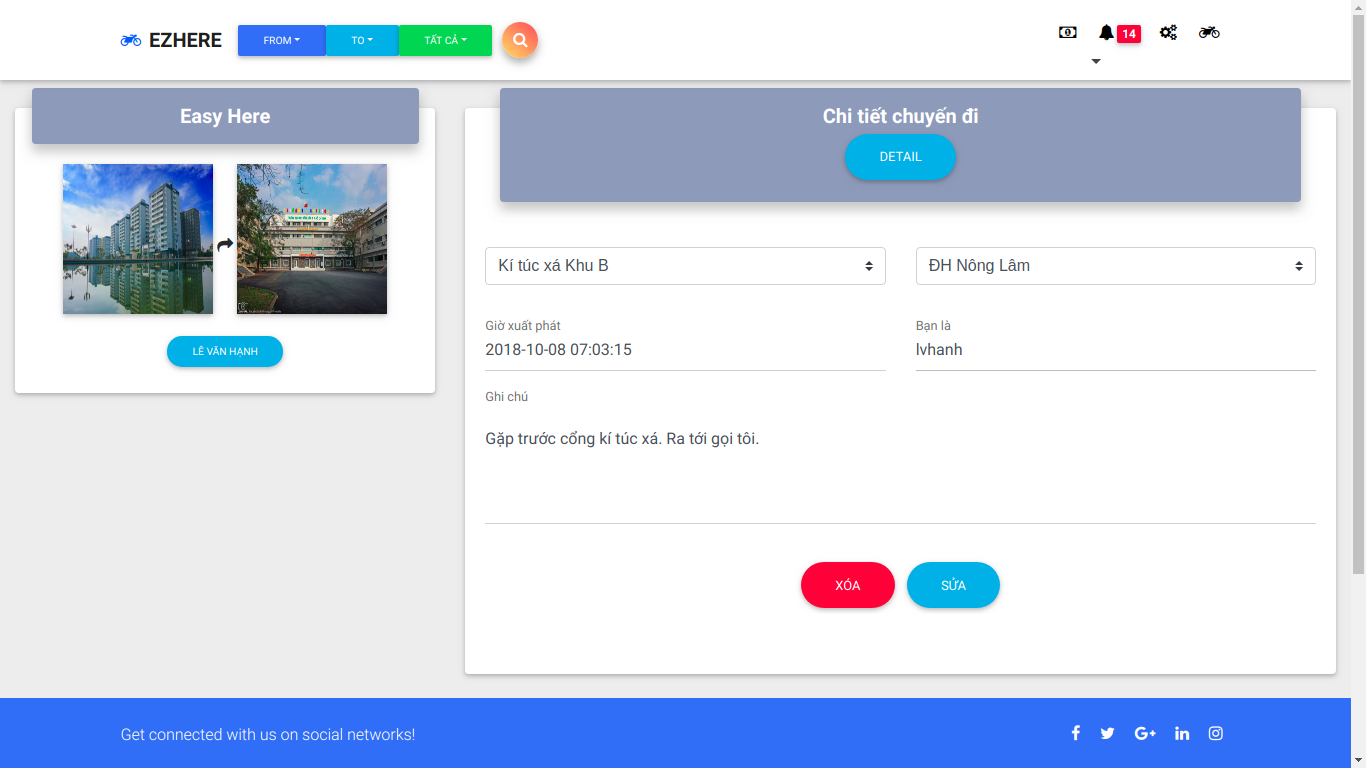 EZHERE
FROM
TO
TẤT CẢ
14
Easy Here
LÊ VĂN HẠNH
Chi tiết chuyến đi
DETAIL
Kí túc xá Khu B
ĐH Nông Lâm
Giờ xuất phát
Bạn là
2018-10-08 07:03:15
lvhanh
Ghi chú
Gặp trước cổng kí túc xá. Ra tới gọi tôi.
XÓA
SỬA
Get connected with us on social networks!